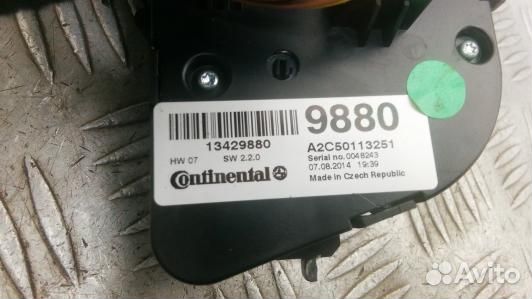 9880
13429880
HW 07 SW 2.2.0
Continental
A2C50113251
Serial no.0048243
07.08.2014 19:39
Made in Czech Republic
Avito